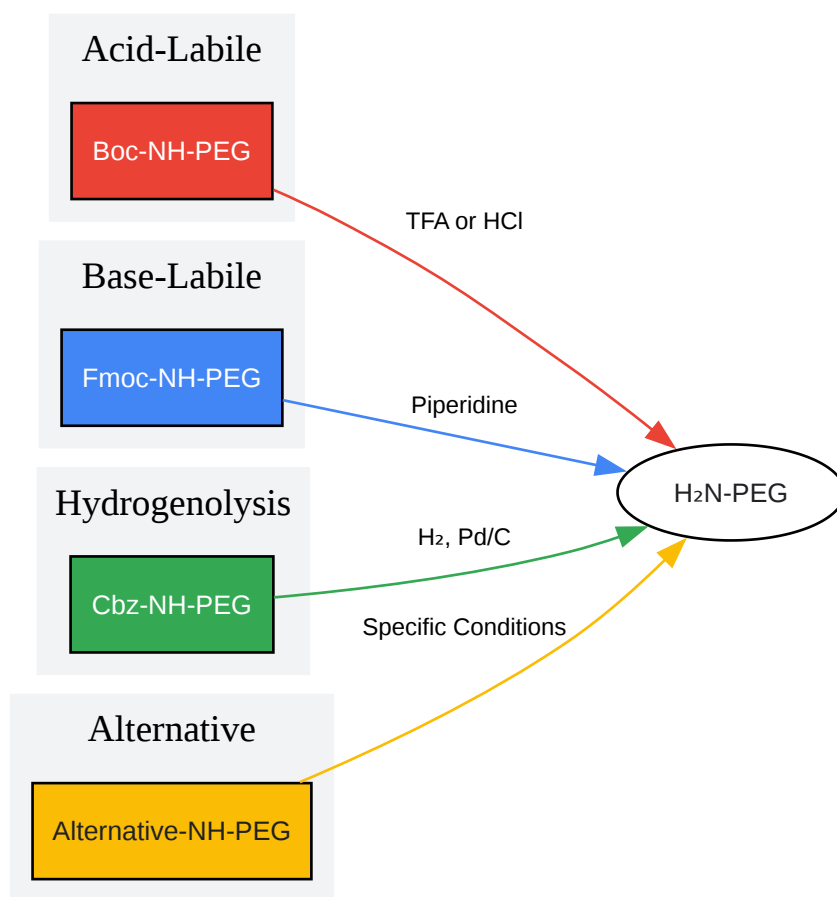 Acid-Labile
Boc-NH-PEG
TFA or HCl
Base-Labile
Fmoc-NH-PEG
Piperidine
Hydrogenolysis
Cbz-NH-PEG
H₂, Pd/C
H₂N-PEG
Specific Conditions
Alternative
Alternative-NH-PEG